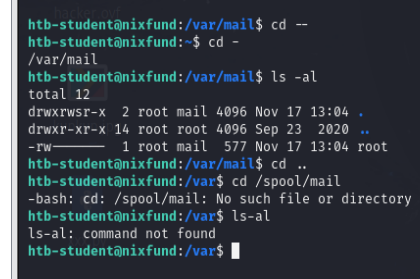 htb-student@nixfund:/var/mail$ cd --
htb-student@nixfund:~$ cd -
/var/mail
htb-student@nixfund:/var/mail$ ls -al
total 12
drwxrwsr-x  2 root mail 4096 Nov 17 13:04 .
drwxr-xr-x 14 root root 4096 Sep 23  2020 ..
-rw-------  1 root mail  577 Nov 17 13:04 root
htb-student@nixfund:/var/mail$ cd ..
htb-student@nixfund:/var$ cd /spool/mail
-bash: cd: /spool/mail: No such file or directory
htb-student@nixfund:/var$ ls-al
ls-al: command not found
htb-student@nixfund:/var$